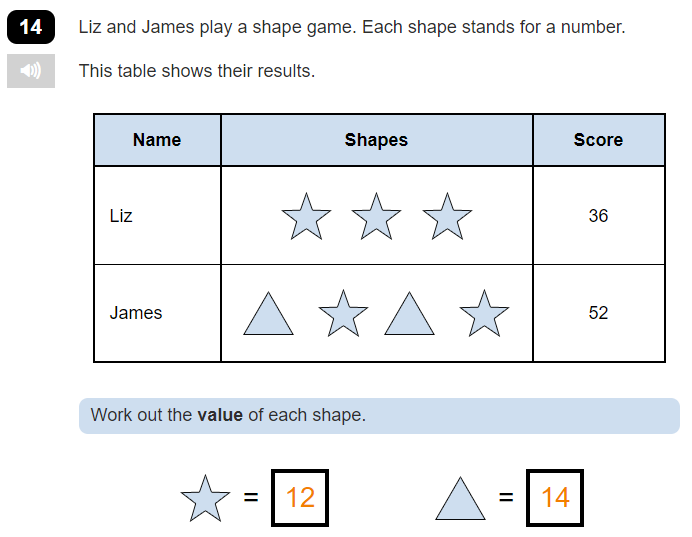 14 Liz and James play a shape game. Each shape stands for a number.
This table shows their results.
Name Shapes Score
Liz 36
James 52
Work out the value of each shape.
= 12 = 14